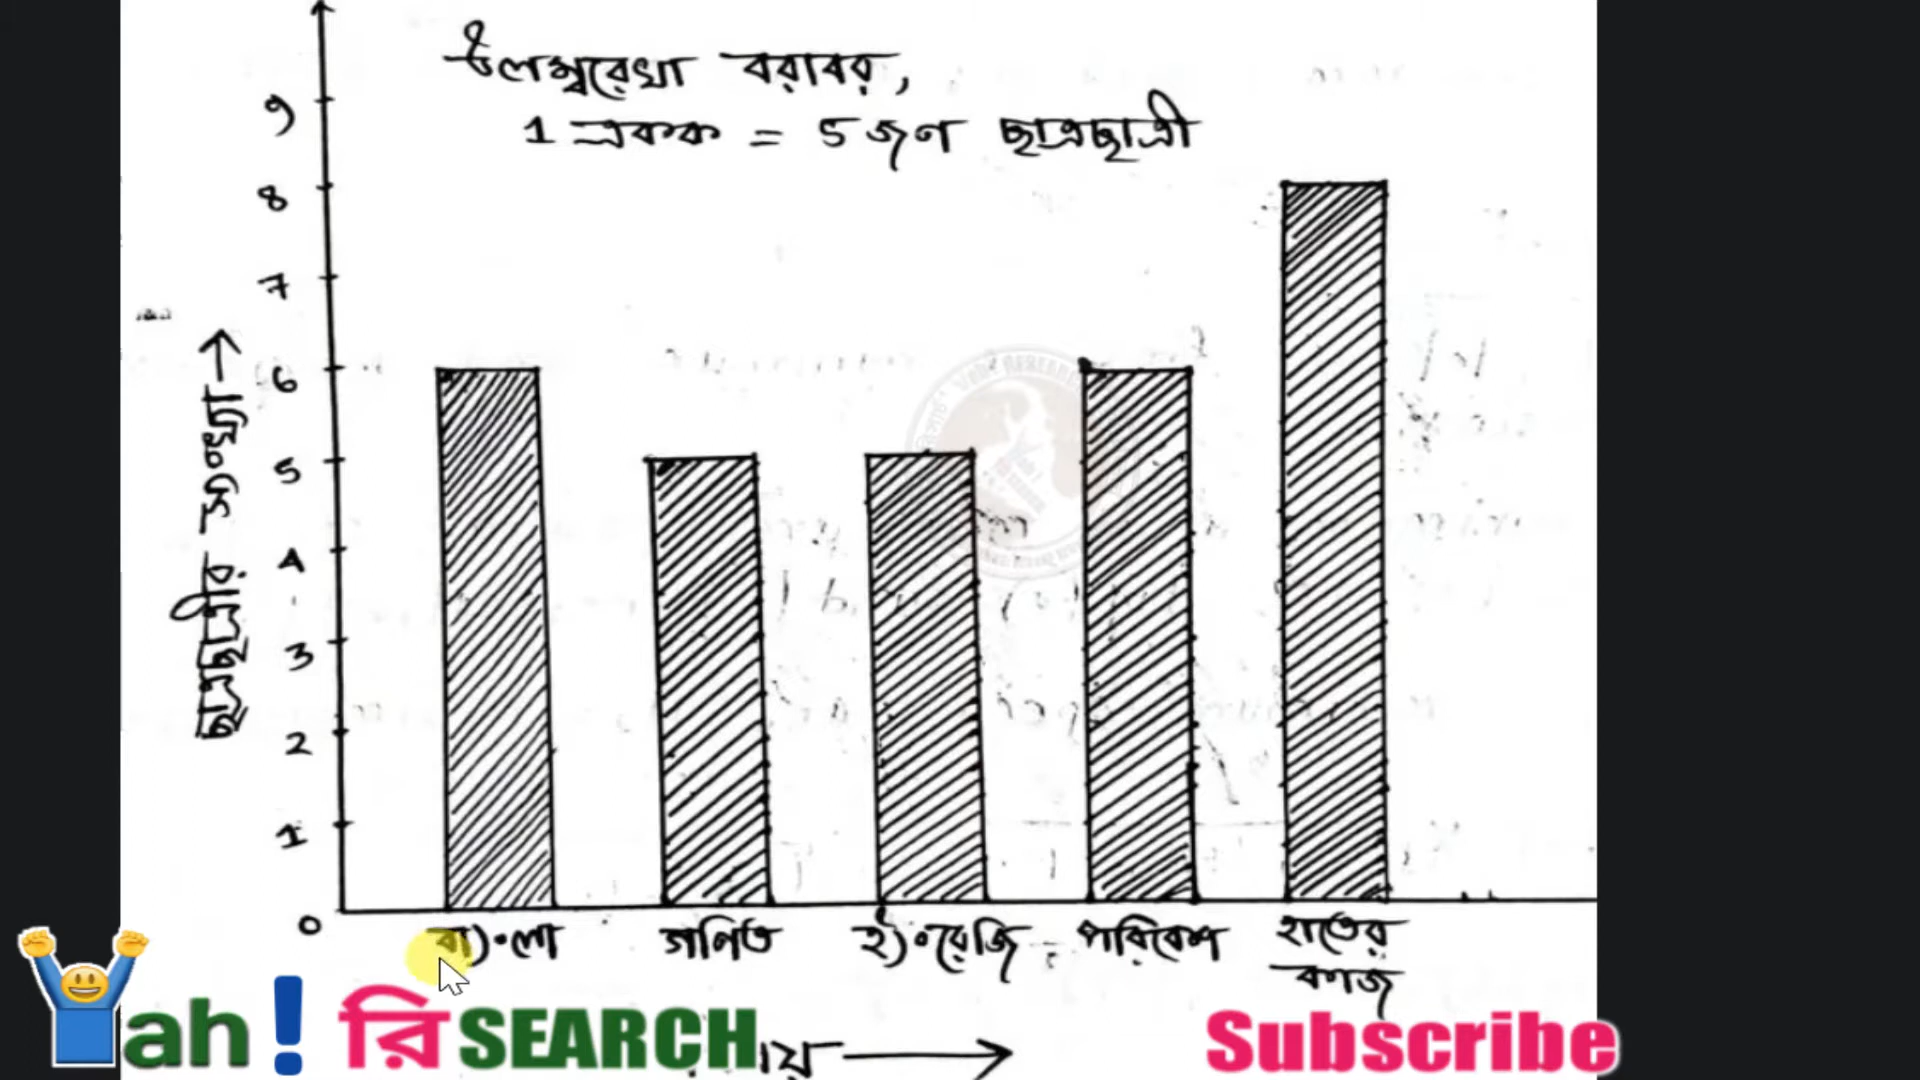 উলম্বরেখা বরাবর,
1 একক = 5 জন ছাত্রছাত্রী
9
8
7
6
5
4
3
2
1
0
ছাত্রছাত্রীর সংখ্যা →
বাংলা গণিত ইংরেজি পরিবেশ হাতের কাজ
Yah! রি SEARCH
Subscribe